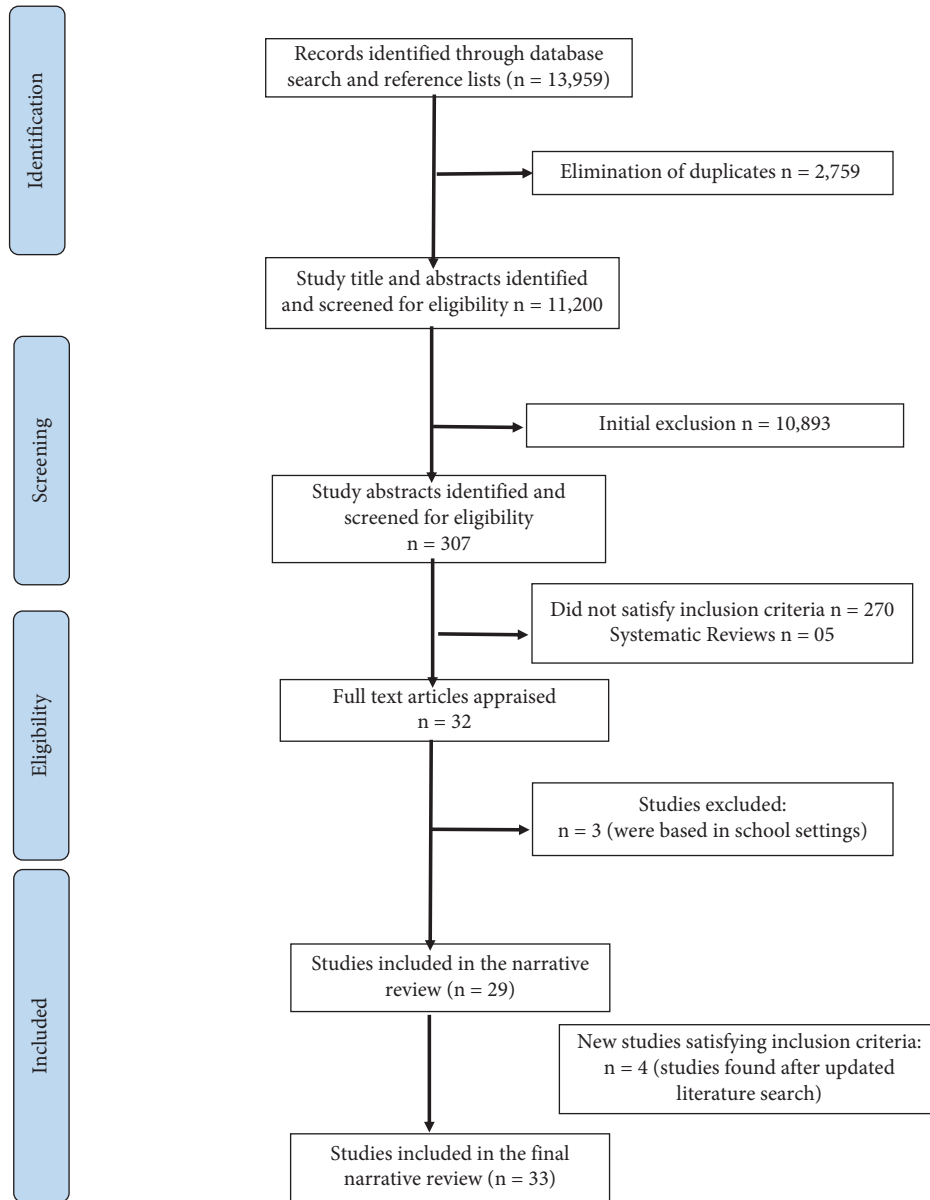 Identification
Records identified through database
search and reference lists (n = 13,959)
Elimination of duplicates n = 2,759
Study title and abstracts identified
and screened for eligibility n = 11,200
Screening
Initial exclusion n = 10,893
Study abstracts identified and
screened for eligibility
n = 307
Eligibility
Did not satisfy inclusion criteria n = 270
Systematic Reviews n = 05
Full text articles appraised
n = 32
Studies excluded:
n = 3 (were based in school settings)
Included
Studies included in the narrative
review (n = 29)
New studies satisfying inclusion criteria:
n = 4 (studies found after updated
literature search)
Studies included in the final
narrative review (n = 33)